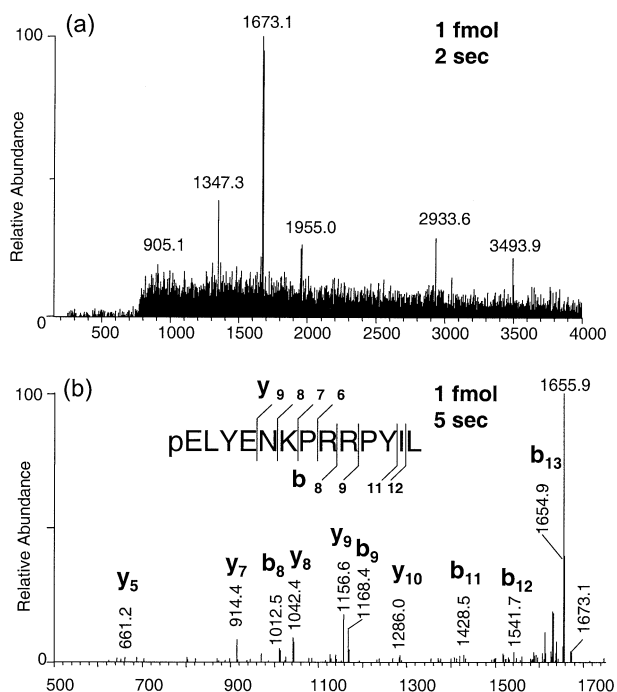 (a)
1 fmol
2 sec
Relative Abundance
100
0
1673.1
1347.3
905.1
1955.0
2933.6
3493.9
500 1000 1500 2000 2500 3000 3500 4000
(b)
1 fmol
5 sec
Relative Abundance
100
0
y 9 8 7 6
pELYENKPRRPYIL
b 8 9 11 12
y5
661.2
y7
914.4
b8
1012.5
y8
1042.4
y9
1156.6
b9
1168.4
y10
1286.0
b11
1428.5
b12
1541.7
b13
1654.9
1655.9
1673.1
500 700 900 1100 1300 1500 1700